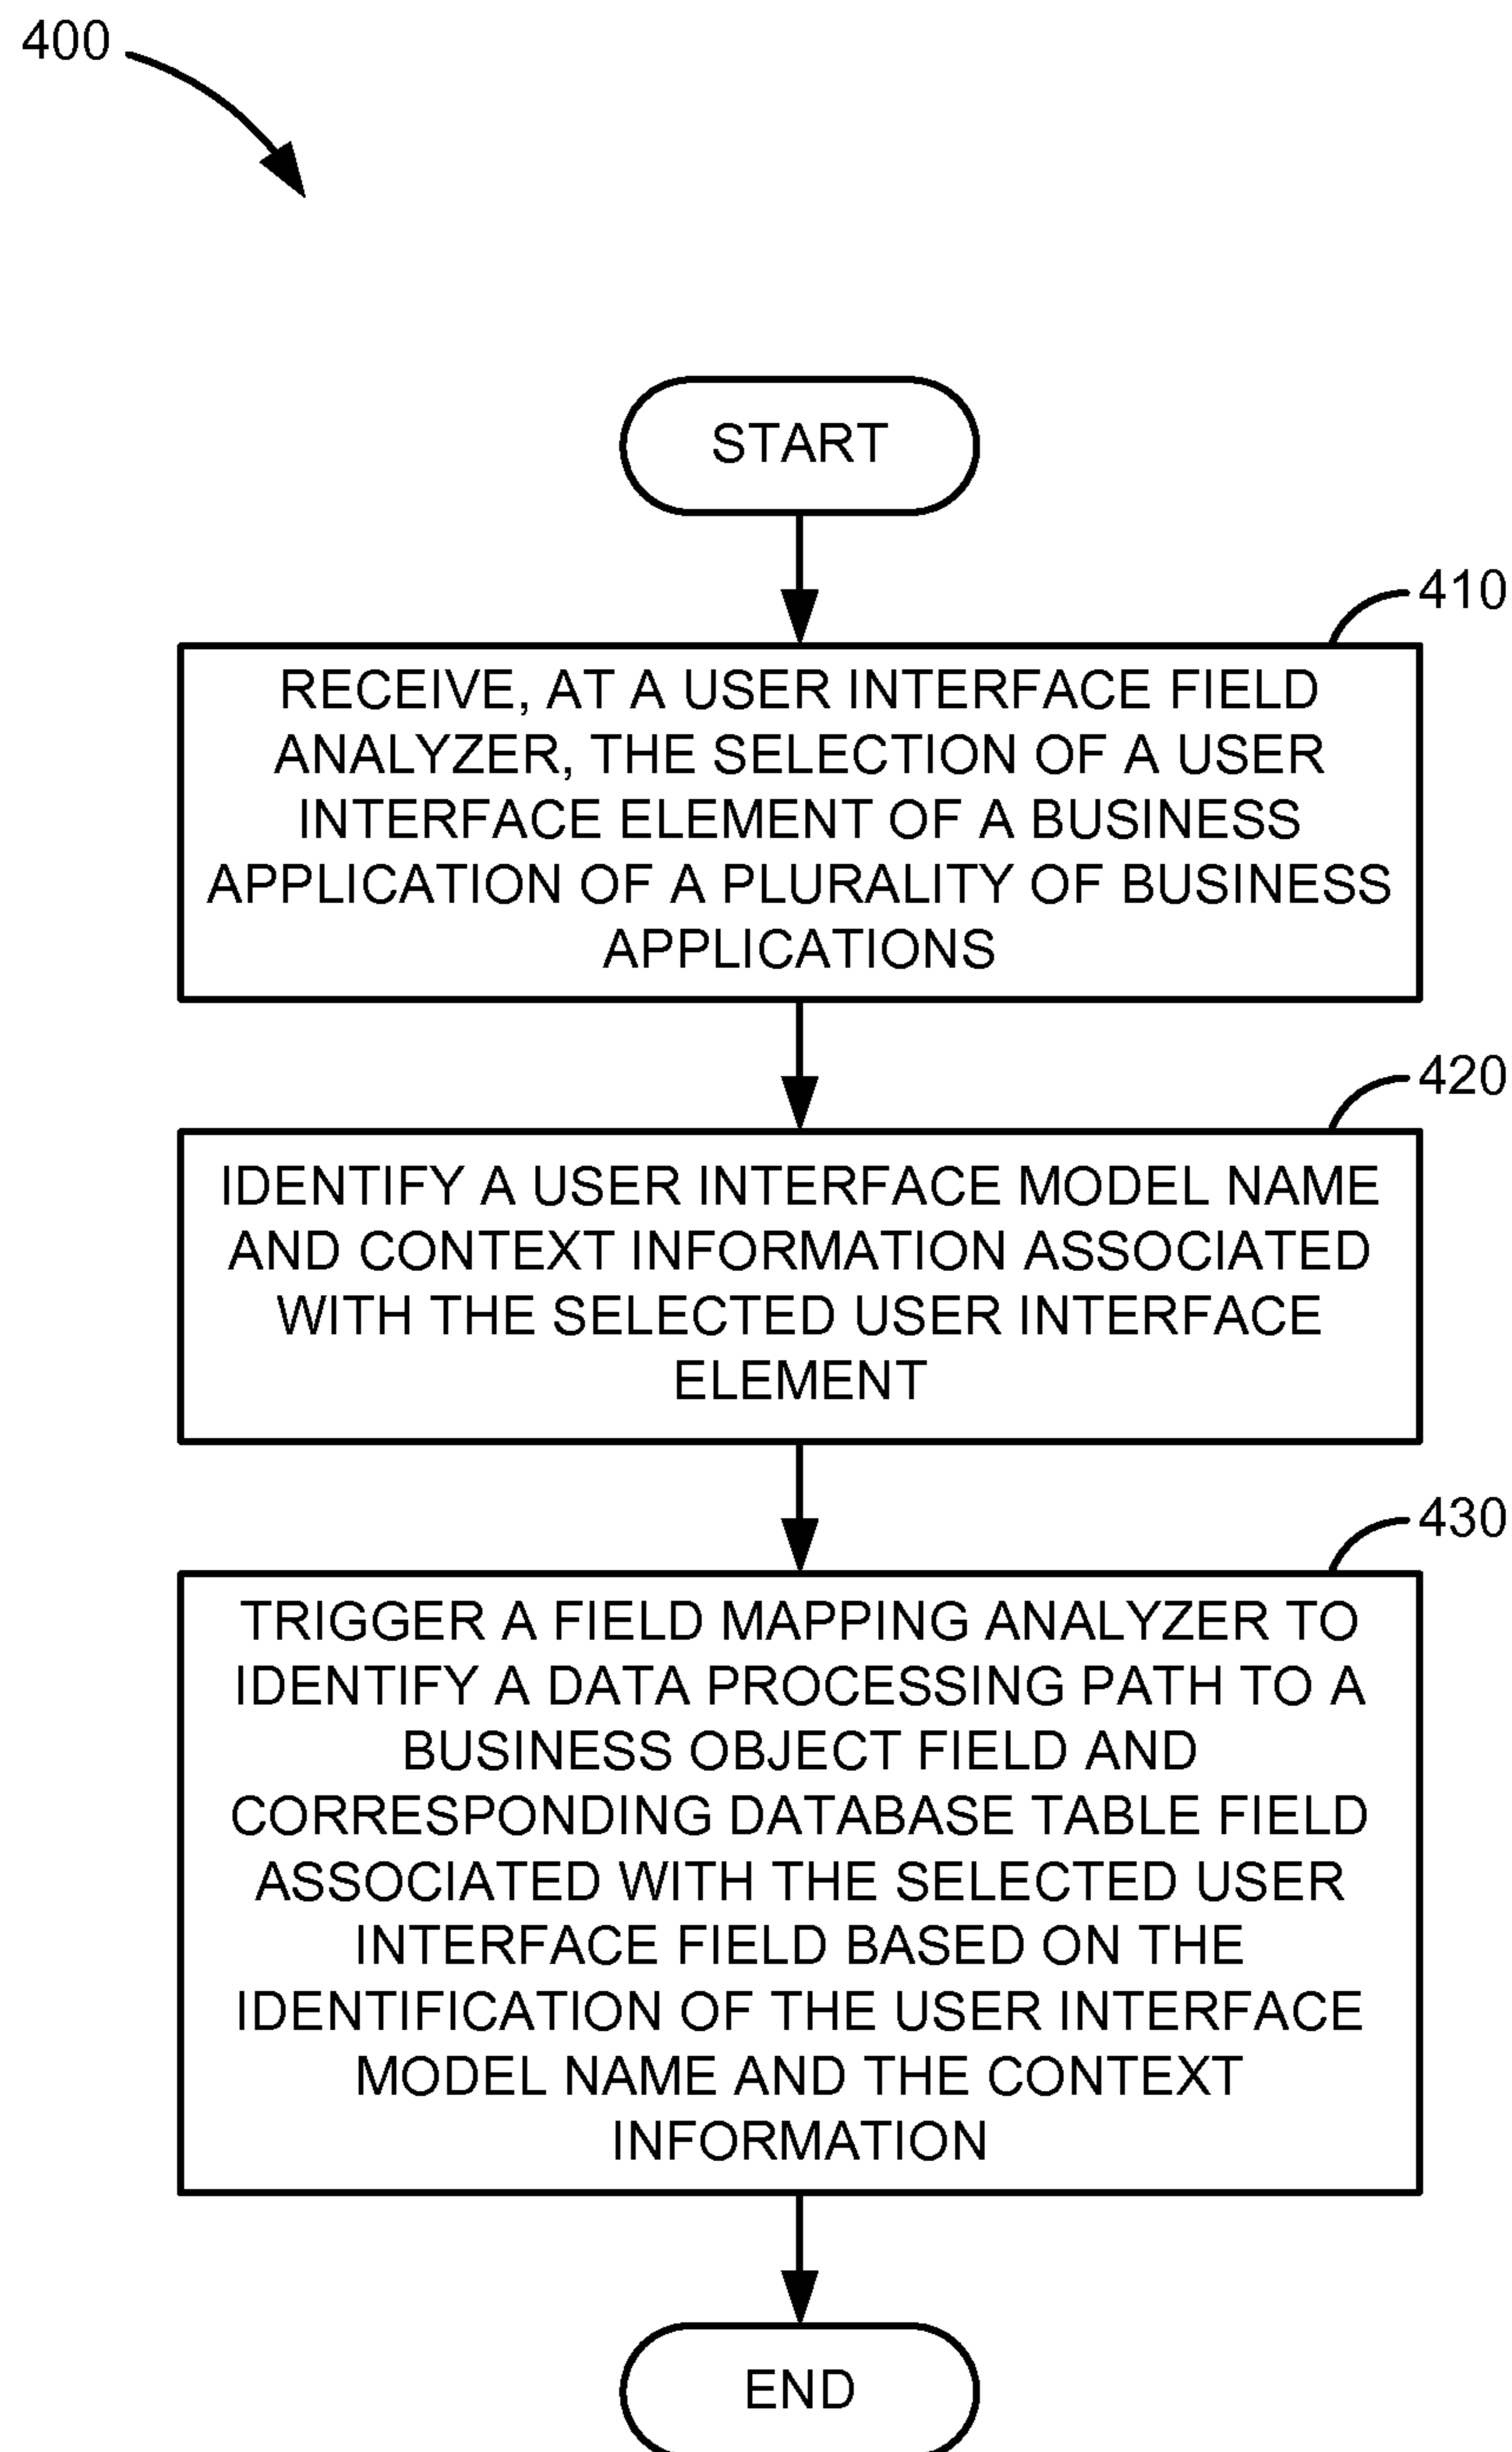 400
START
410
RECEIVE, AT A USER INTERFACE FIELD
ANALYZER, THE SELECTION OF A USER
INTERFACE ELEMENT OF A BUSINESS
APPLICATION OF A PLURALITY OF BUSINESS
APPLICATIONS
420
IDENTIFY A USER INTERFACE MODEL NAME
AND CONTEXT INFORMATION ASSOCIATED
WITH THE SELECTED USER INTERFACE
ELEMENT
430
TRIGGER A FIELD MAPPING ANALYZER TO
IDENTIFY A DATA PROCESSING PATH TO A
BUSINESS OBJECT FIELD AND
CORRESPONDING DATABASE TABLE FIELD
ASSOCIATED WITH THE SELECTED USER
INTERFACE FIELD BASED ON THE
IDENTIFICATION OF THE USER INTERFACE
MODEL NAME AND THE CONTEXT
INFORMATION
END